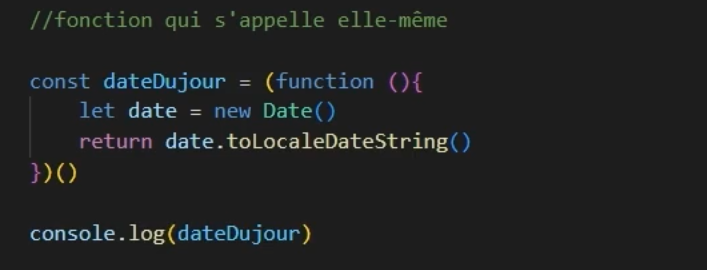 //fonction qui s'appelle elle-même
const dateDujour = (function (){
    let date = new Date()
    return date.toLocaleDateString()
})()
console.log(dateDujour)